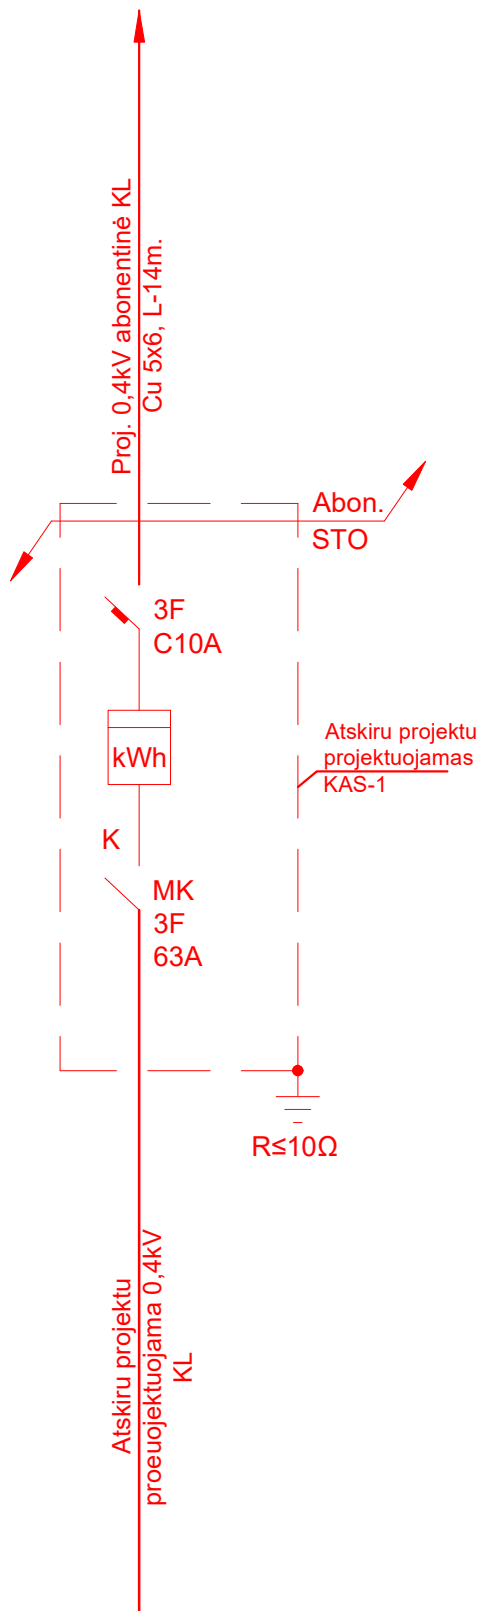 Proj. 0,4kV abonentinė KL
Cu 5x6, L-14m.
Abon.
STO
3F
C10A
kWh
Atskiru projektu
projektuojamas
KAS-1
K
MK
3F
63A
R≤10Ω
Atskiru projektu
proeuojektuojama 0,4kV
KL